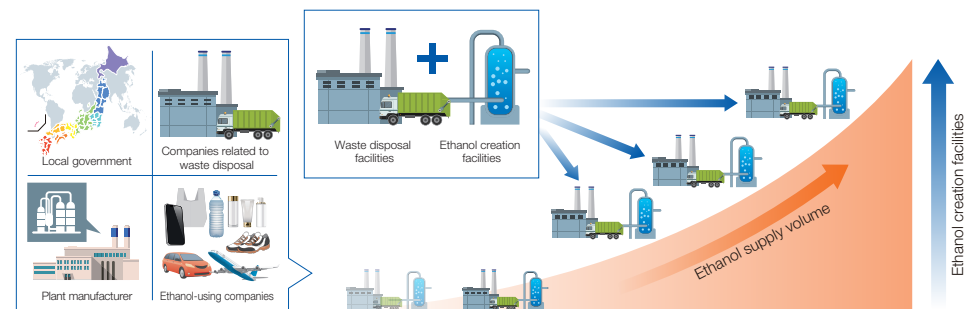 Local government
Companies related to
waste disposal
Plant manufacturer
Ethanol-using companies
Waste disposal
facilities
Ethanol creation
facilities
Ethanol supply volume
Ethanol creation facilities